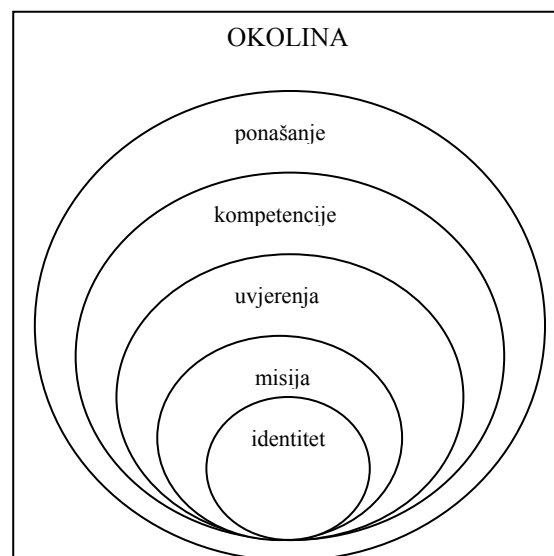 OKOLINA
ponašanje
kompetencije
uvjerenja
misija
identitet